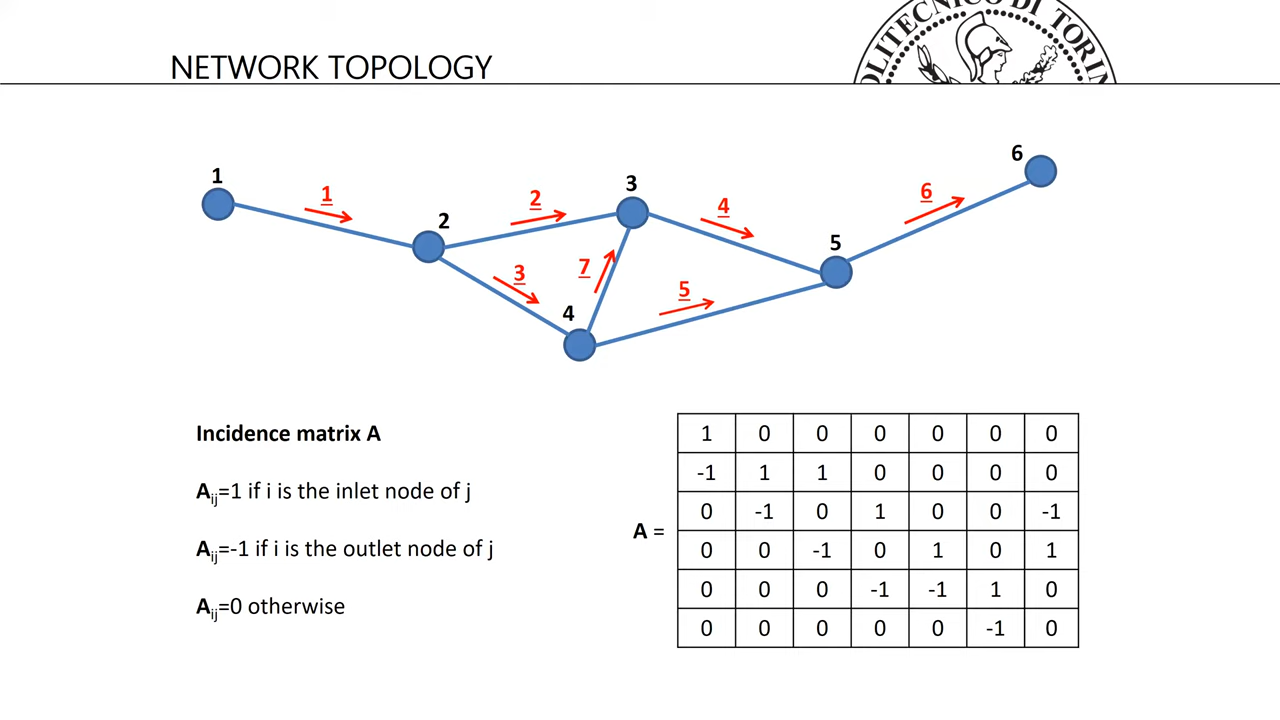 POLITECNICO DI TORINO
NETWORK TOPOLOGY
1
1
2
2
3
3
4
4
7
5
5
6
6
Incidence matrix A
A_ij=1 if i is the inlet node of j
A_ij=-1 if i is the outlet node of j
A_ij=0 otherwise
A =
1 0 0 0 0 0 0
-1 1 1 0 0 0 0
0 -1 0 1 0 0 -1
0 0 -1 0 1 0 1
0 0 0 -1 -1 1 0
0 0 0 0 0 -1 0